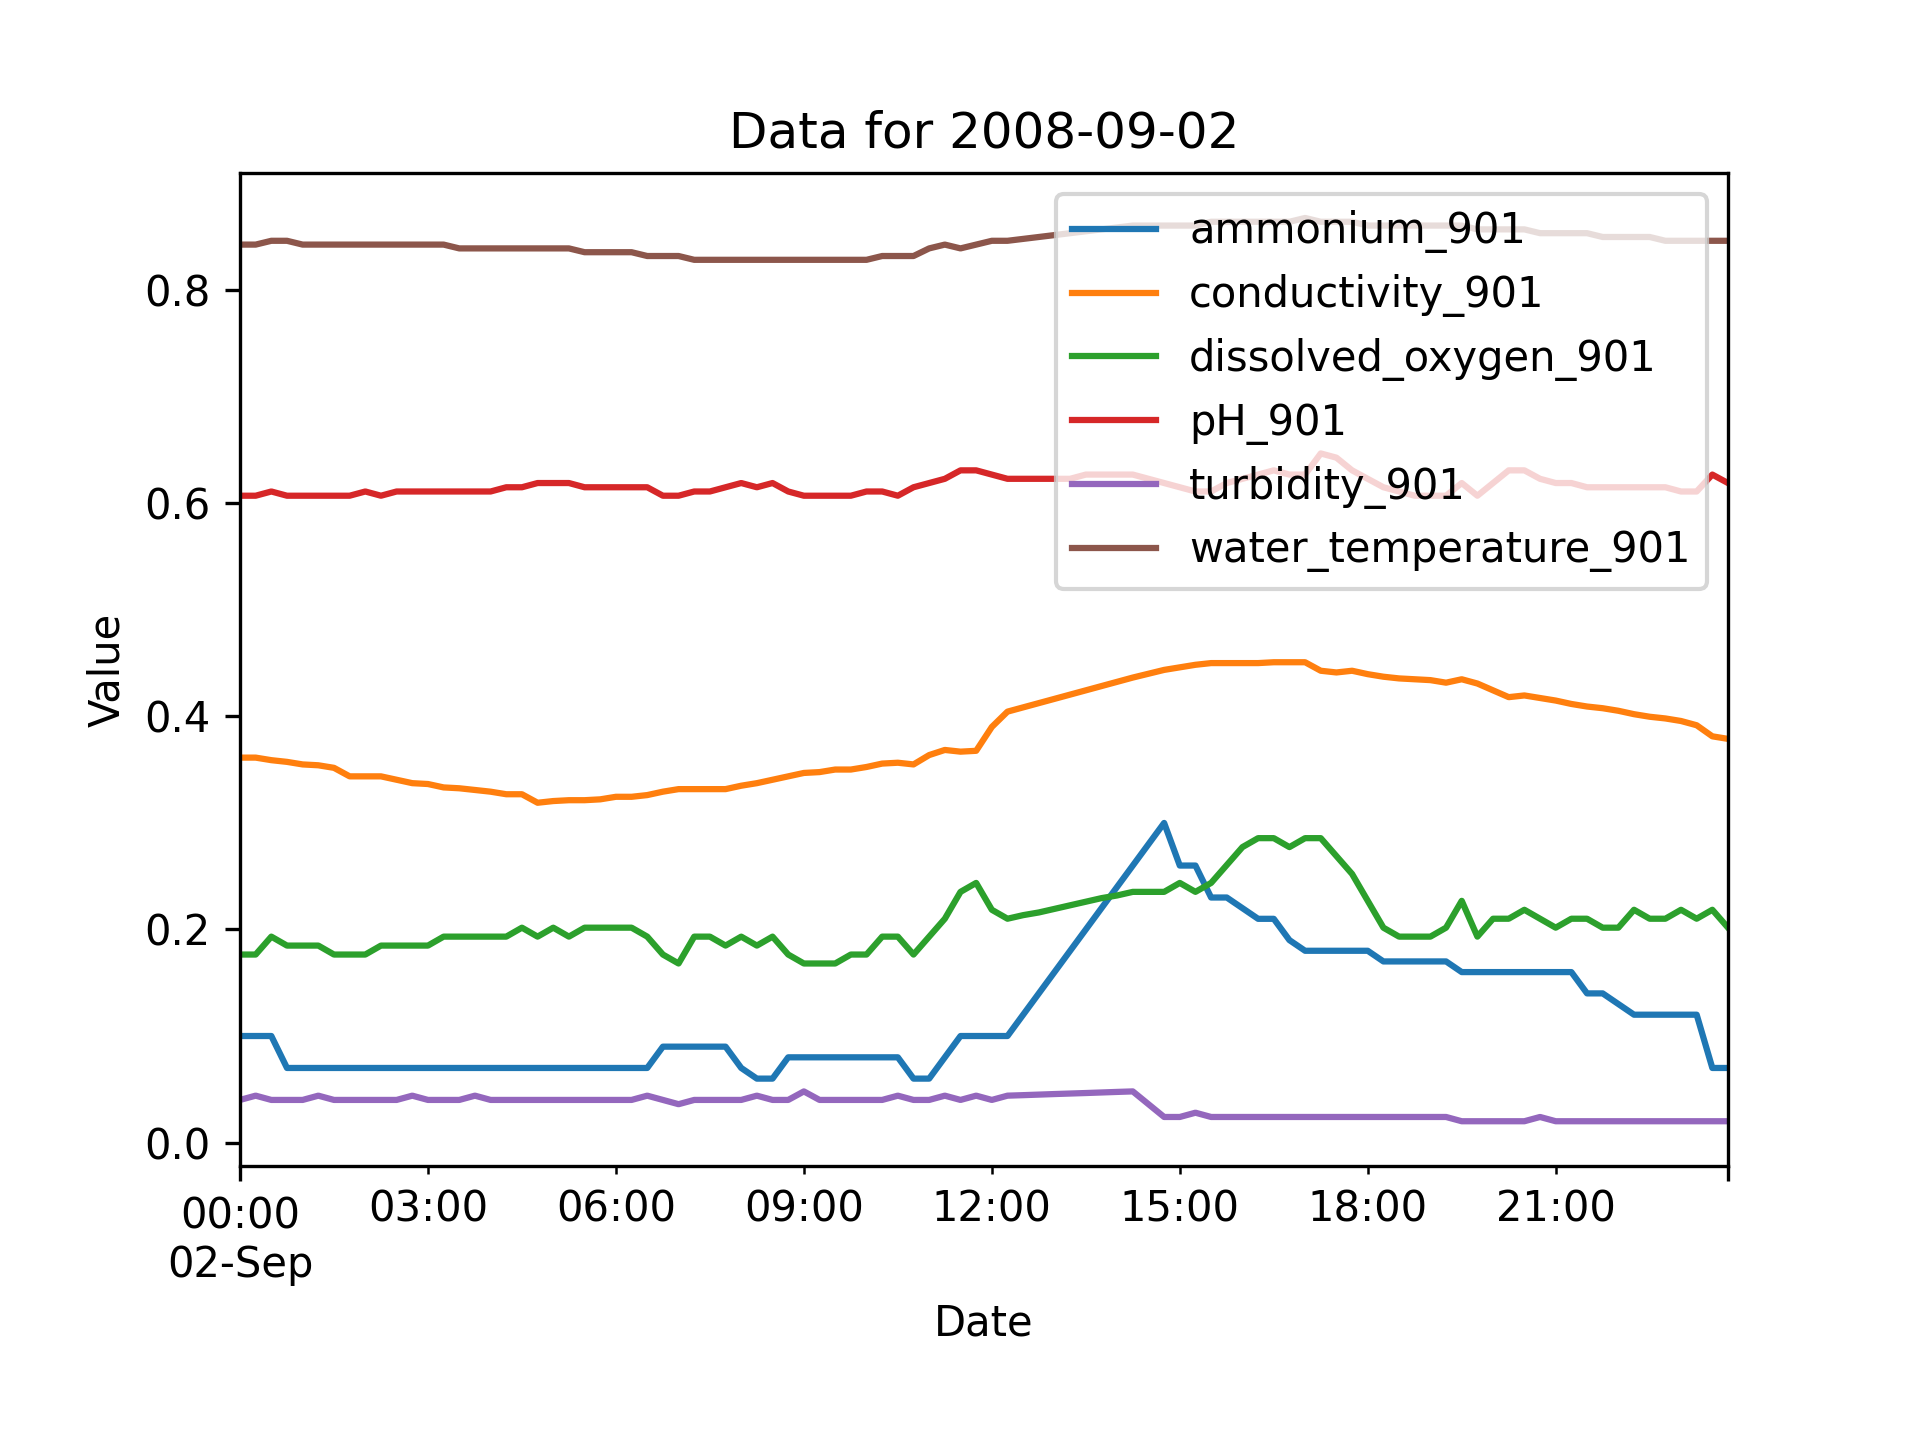 Data for 2008-09-02
ammonium_901
conductivity_901
dissolved_oxygen_901
pH_901
turbidity_901
water_temperature_901
Value
0.8
0.6
0.4
0.2
0.0
00:00 03:00 06:00 09:00 12:00 15:00 18:00 21:00
02-Sep
Date